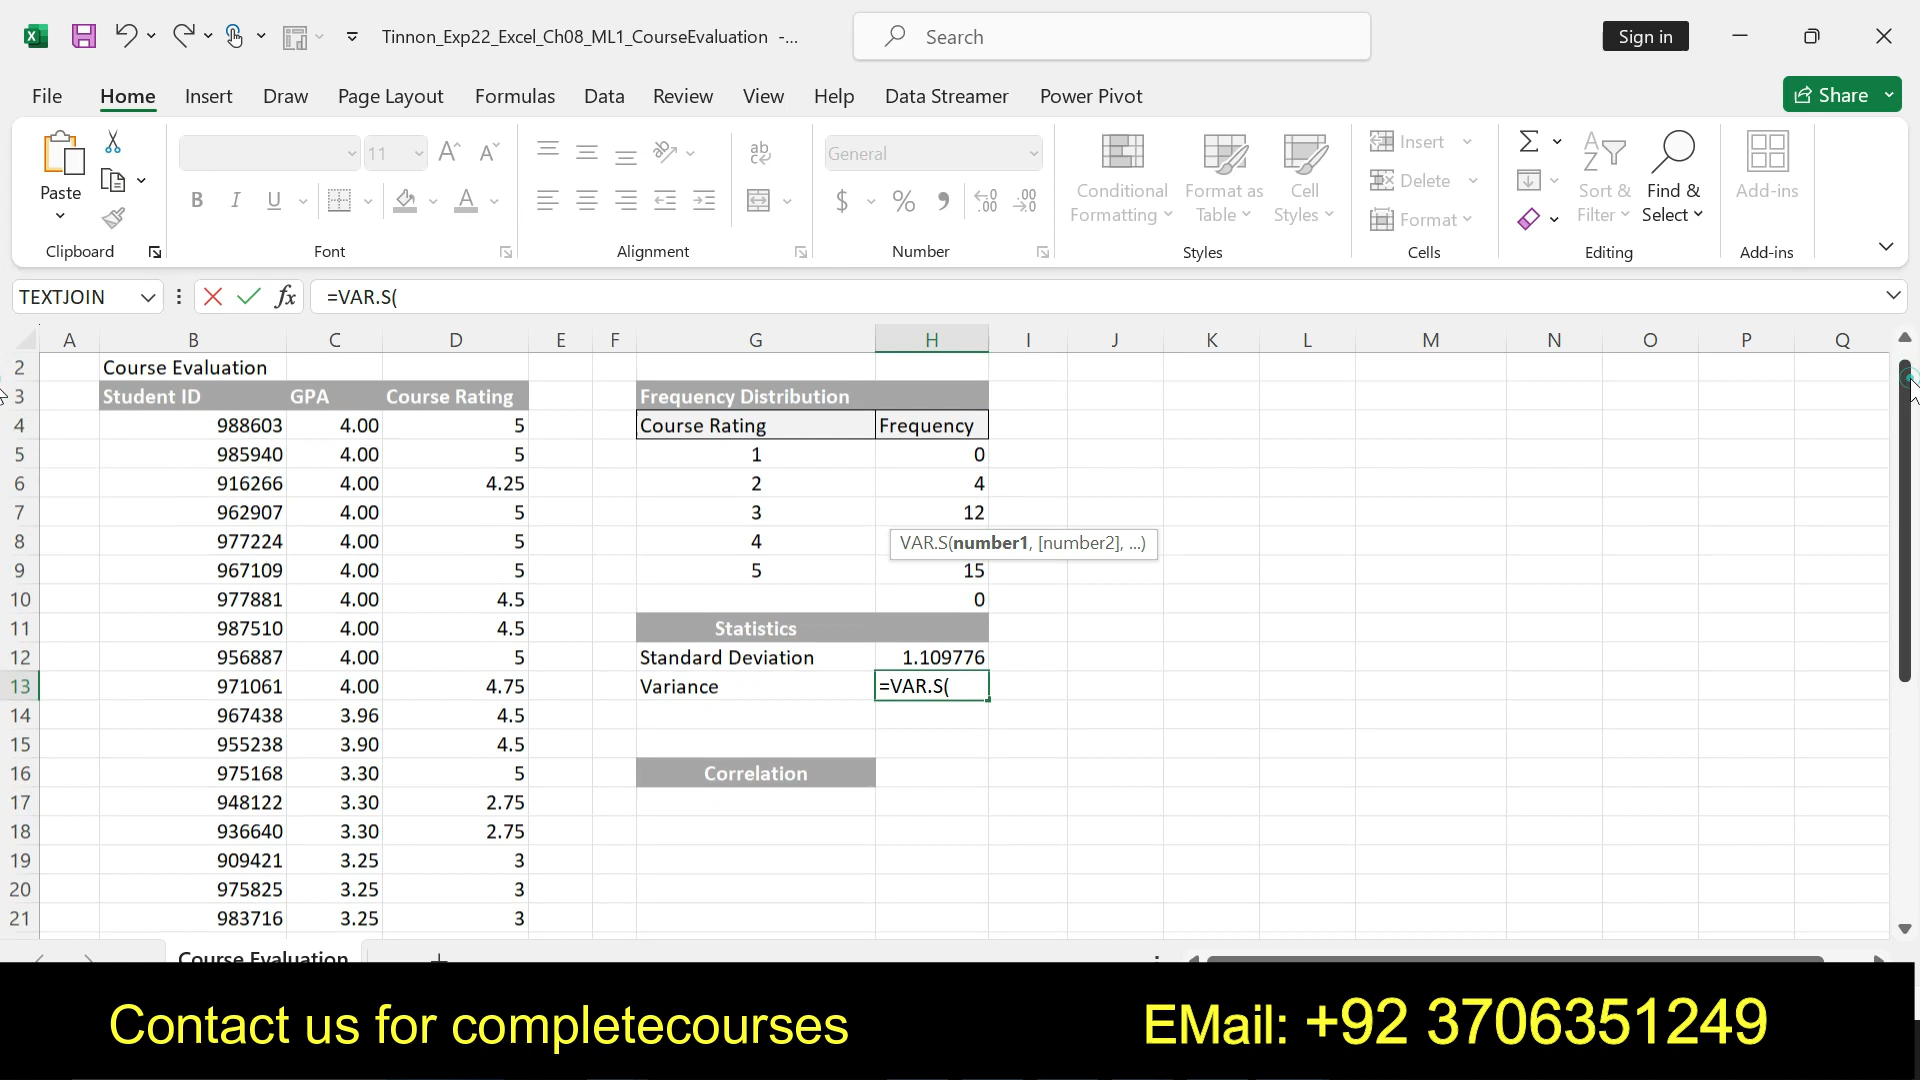 Tinnon_Exp22_Excel_Ch08_ML1_CourseEvaluation -...
Search
Sign in
File Home Insert Draw Page Layout Formulas Data Review View Help Data Streamer Power Pivot
Share
Paste
11
General
Conditional Formatting
Format as Table
Cell Styles
Insert
Delete
Format
Sort & Filter
Find & Select
Add-ins
Clipboard Font Alignment Number Styles Cells Editing Add-ins
TEXTJOIN
=VAR.S(
A B C D E F G H I J K L M N O P Q
2 Course Evaluation
3 Student ID GPA Course Rating Frequency Distribution
4 988603 4.00 5 Course Rating Frequency
5 985940 4.00 5 1 0
6 916266 4.00 4.25 2 4
7 962907 4.00 5 3 12
8 977224 4.00 5 4
VAR.S(number1, [number2], ...)
9 967109 4.00 5 5 15
10 977881 4.00 4.5 0
11 987510 4.00 4.5 Statistics
12 956887 4.00 5 Standard Deviation 1.109776
13 971061 4.00 4.75 Variance =VAR.S(
14 967438 3.96 4.5
15 955238 3.90 4.5
16 975168 3.30 5 Correlation
17 948122 3.30 2.75
18 936640 3.30 2.75
19 909421 3.25 3
20 975825 3.25 3
21 983716 3.25 3
Course Evaluation
Contact us for completecourses
EMail: +92 3706351249